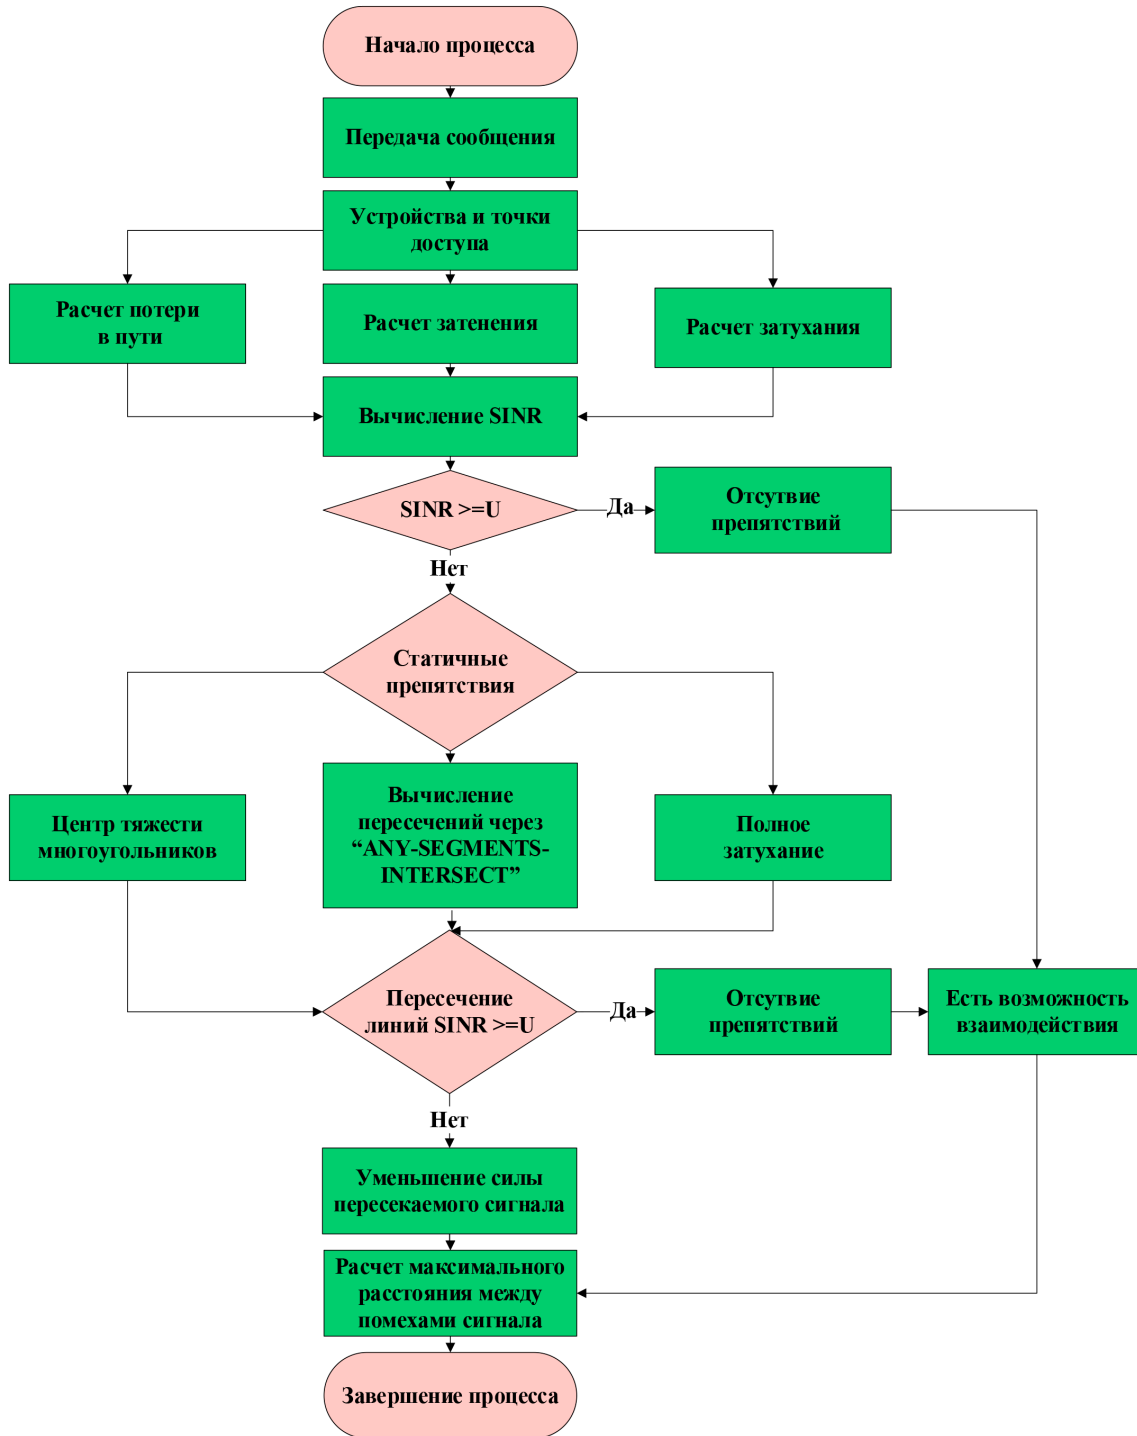 Начало процесса
Передача сообщения
Устройства и точки
доступа
Расчет потери
в пути
Расчет затенения
Расчет затухания
Вычисление SINR
SINR >=U
Да
Отсутвие
препятствий
Нет
Статичные
препятствия
Центр тяжести
многоугольников
Вычисление
пересечений через
“ANY-SEGMENTS-
INTERSECT”
Полное
затухание
Пересечение
линий SINR >=U
Да
Отсутвие
препятствий
Есть возможность
взаимодействия
Нет
Уменьшение силы
пересекаемого сигнала
Расчет максимального
расстояния между
помехами сигнала
Завершение процесса